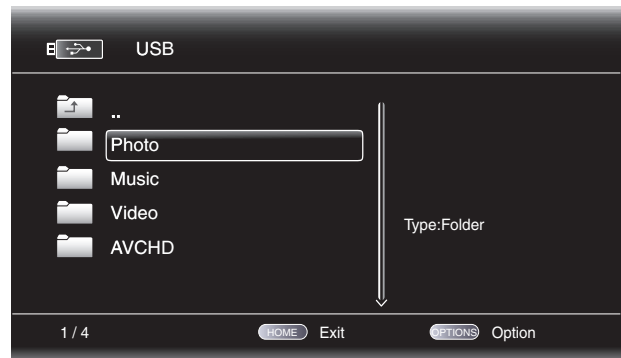 USB
..
Photo
Music
Video
Type:Folder
AVCHD
1 / 4 HOME Exit OPTIONS Option